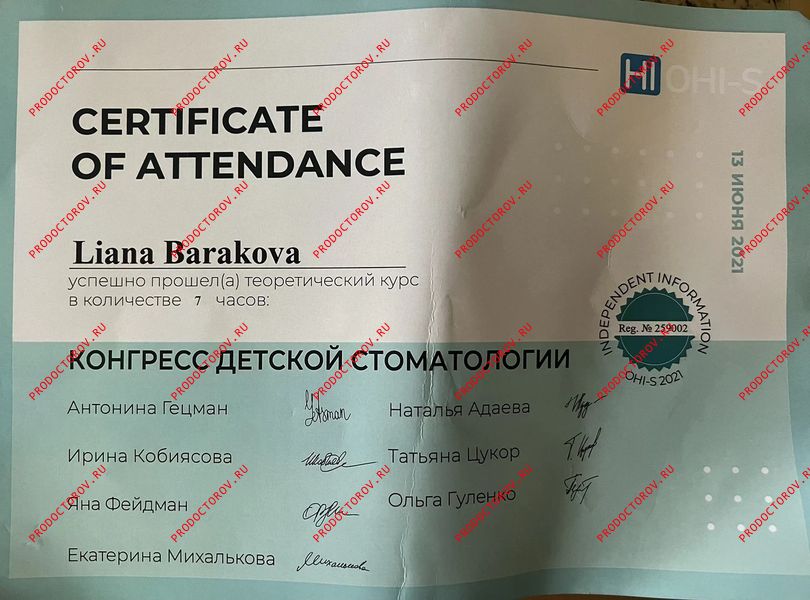 HI OHI-S
CERTIFICATE
OF ATTENDANCE
13 ИЮНЯ 2021
Liana Barakova
успешно прошел(а) теоретический курс
в количестве 7 часов:
INDEPENDENT INFORMATION
Reg. № 259002
OHI-S 2021
КОНГРЕСС ДЕТСКОЙ СТОМАТОЛОГИИ
Антонина Гецман
Наталья Адаева
Ирина Кобиясова
Татьяна Цукор
Яна Фейдман
Ольга Гуленко
Екатерина Михалькова
PRODOCTOROV.RU